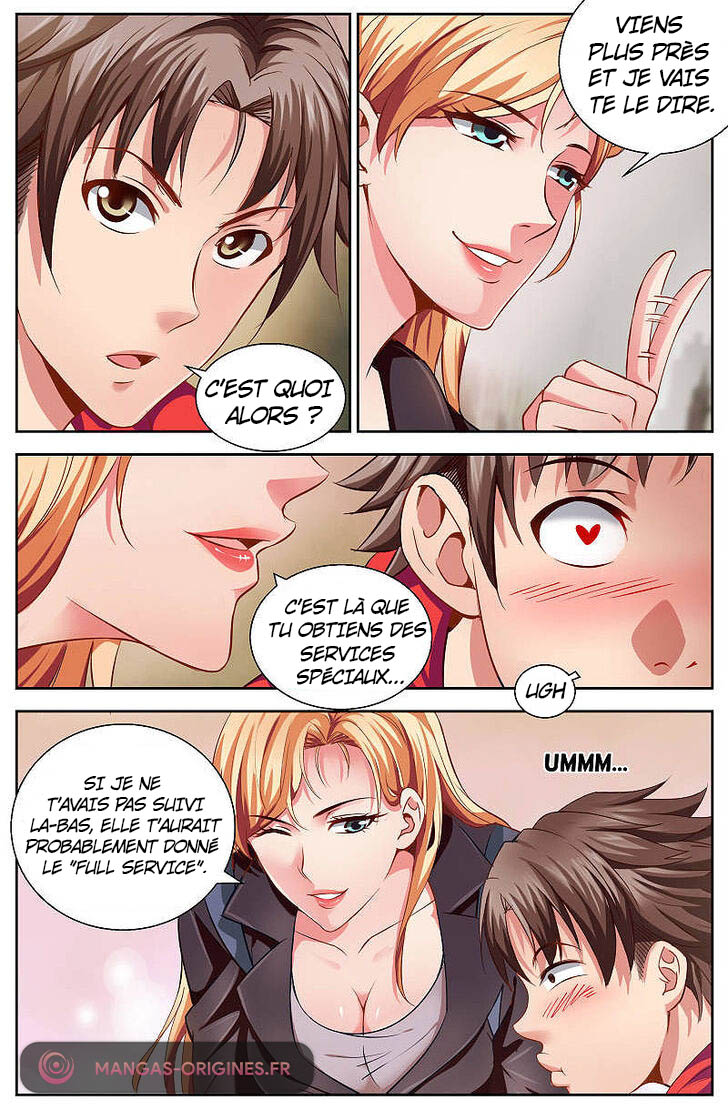 C'EST QUOI
ALORS ?
VIENS
PLUS PRÈS
ET JE VAIS
TE LE DIRE.
C'EST LÀ QUE
TU OBTIENS DES
SERVICES
SPÉCIAUX...
UGH
SI JE NE
T'AVAIS PAS SUIVI
LA-BAS, ELLE T'AURAIT
PROBABLEMENT DONNÉ
LE "FULL SERVICE".
UMMM...
MANGAS-ORIGINES.FR